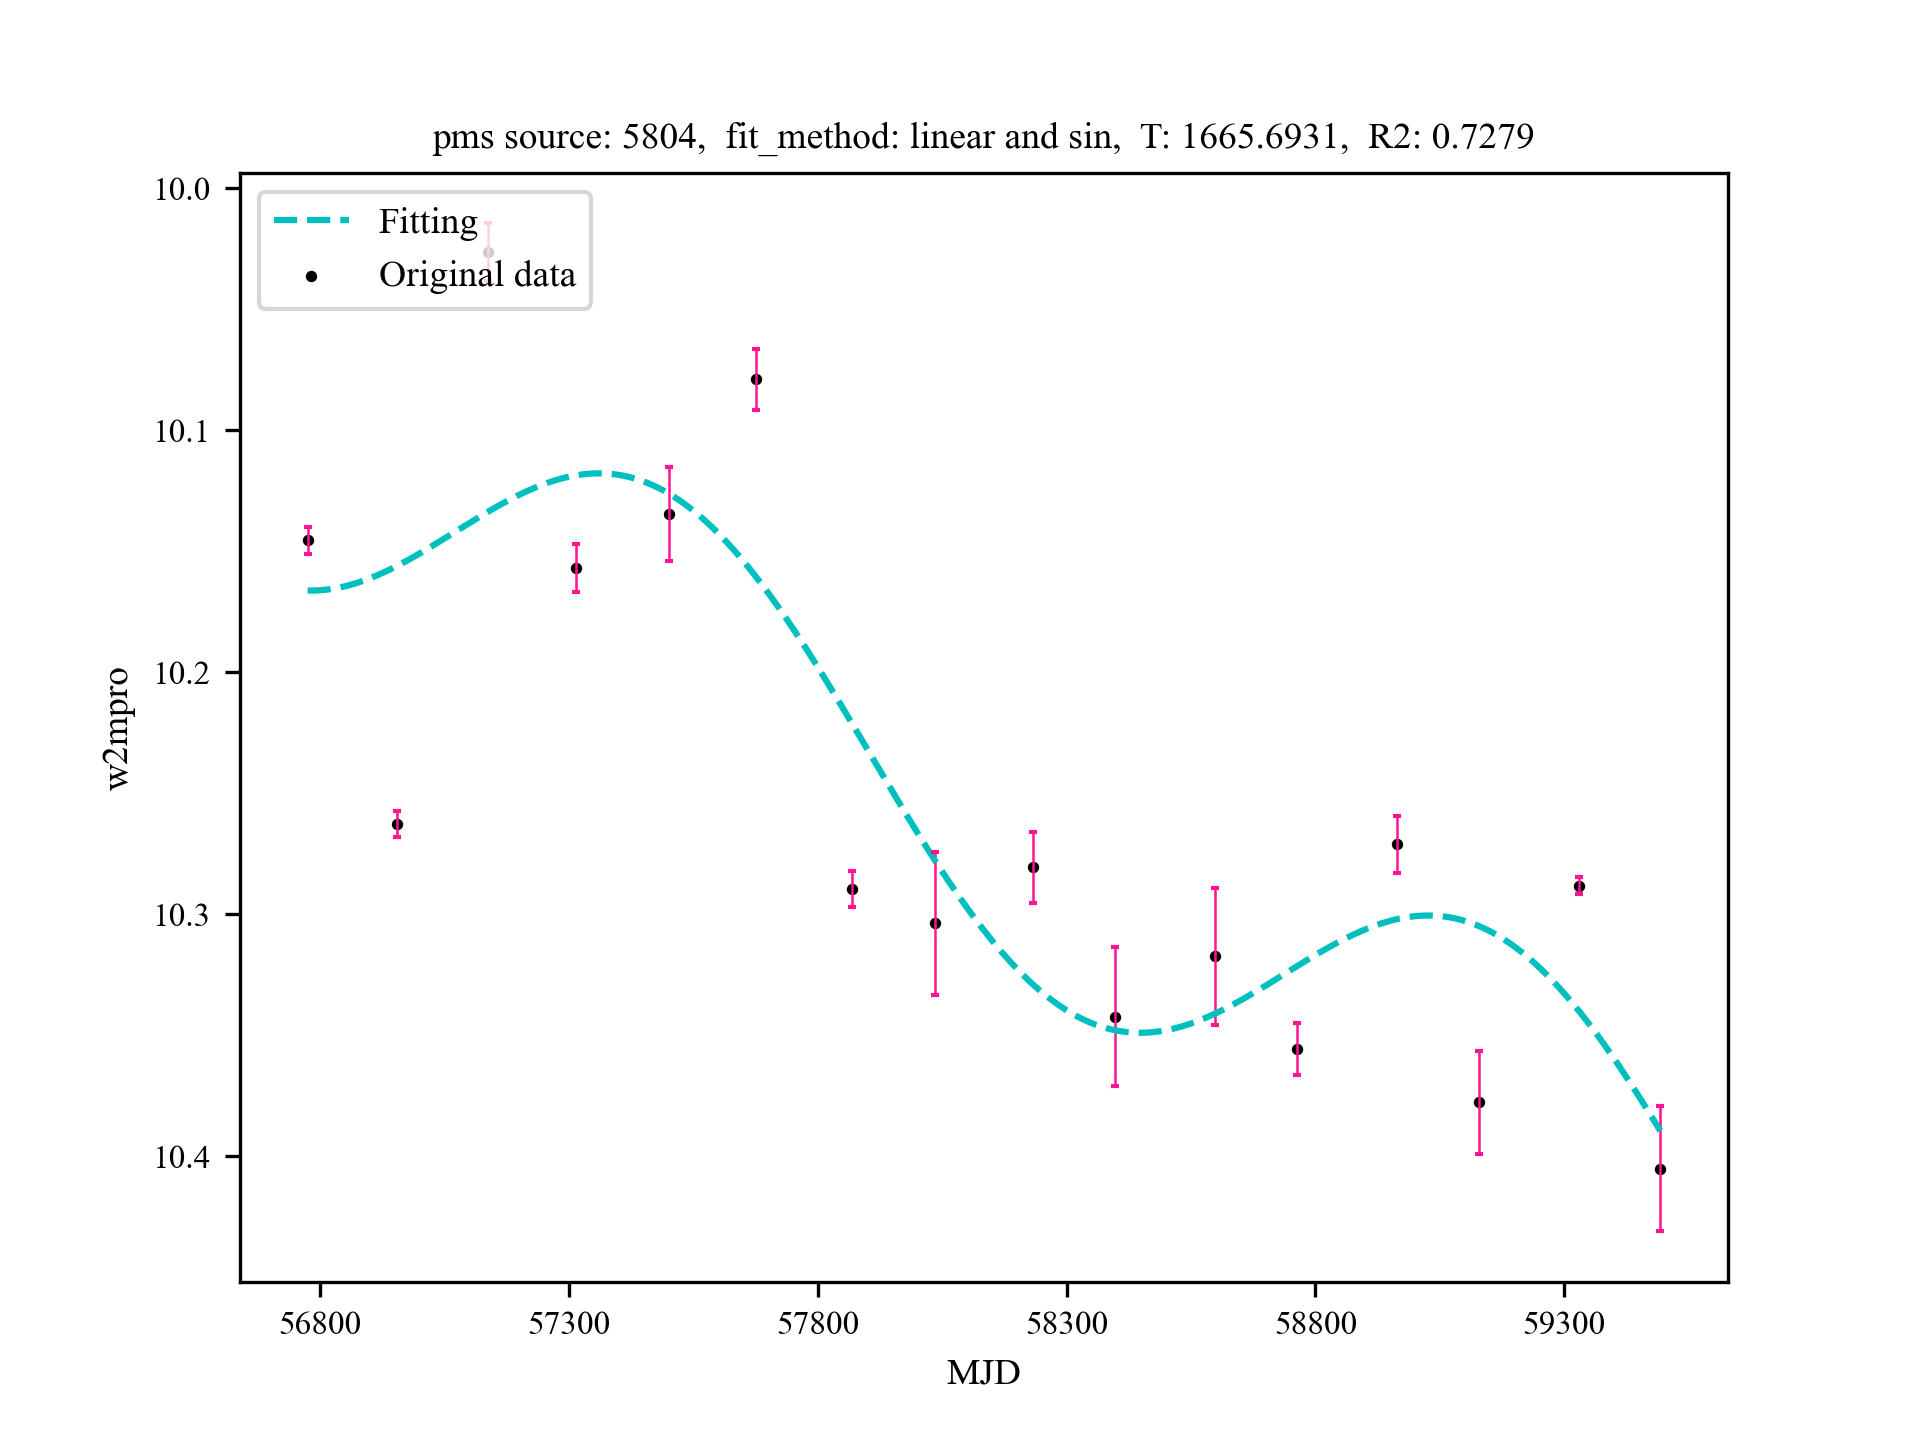 pms source: 5804, fit_method: linear and sin, T: 1665.6931, R2: 0.7279
Fitting
Original data
10.0
10.1
10.2
10.3
10.4
w2mpro
56800 57300 57800 58300 58800 59300
MJD